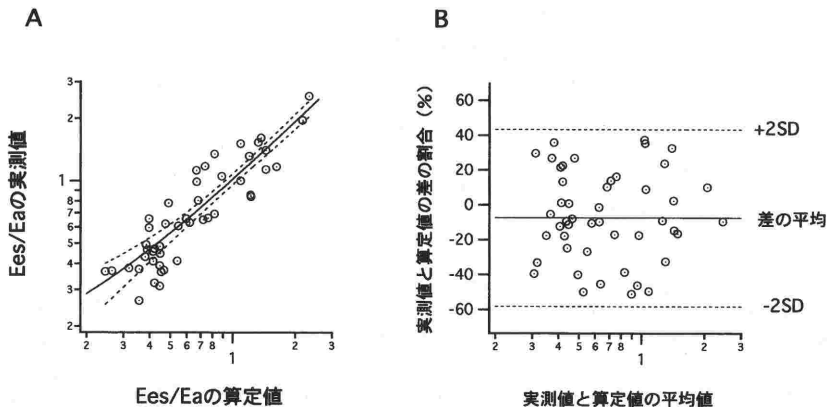 A
Ees/Eaの実測値
3
2
1
8
7
6
5
4
3
2
2 3 4 5 6 7 8 1 2 3
Ees/Eaの算定値
B
実測値と算定値の差の割合 (%)
60
40
20
0
-20
-40
-60
+2SD
差の平均
-2SD
2 3 4 5 6 7 8 1 2 3
実測値と算定値の平均値